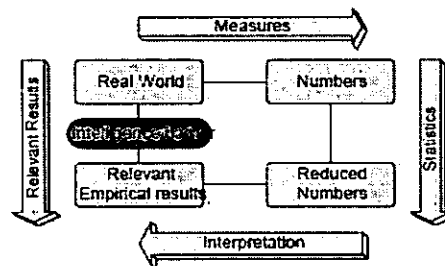 Measures
Real World
Numbers
Relevant Results
Statistics
Relevant
Empirical results
Reduced
Numbers
Interpretation